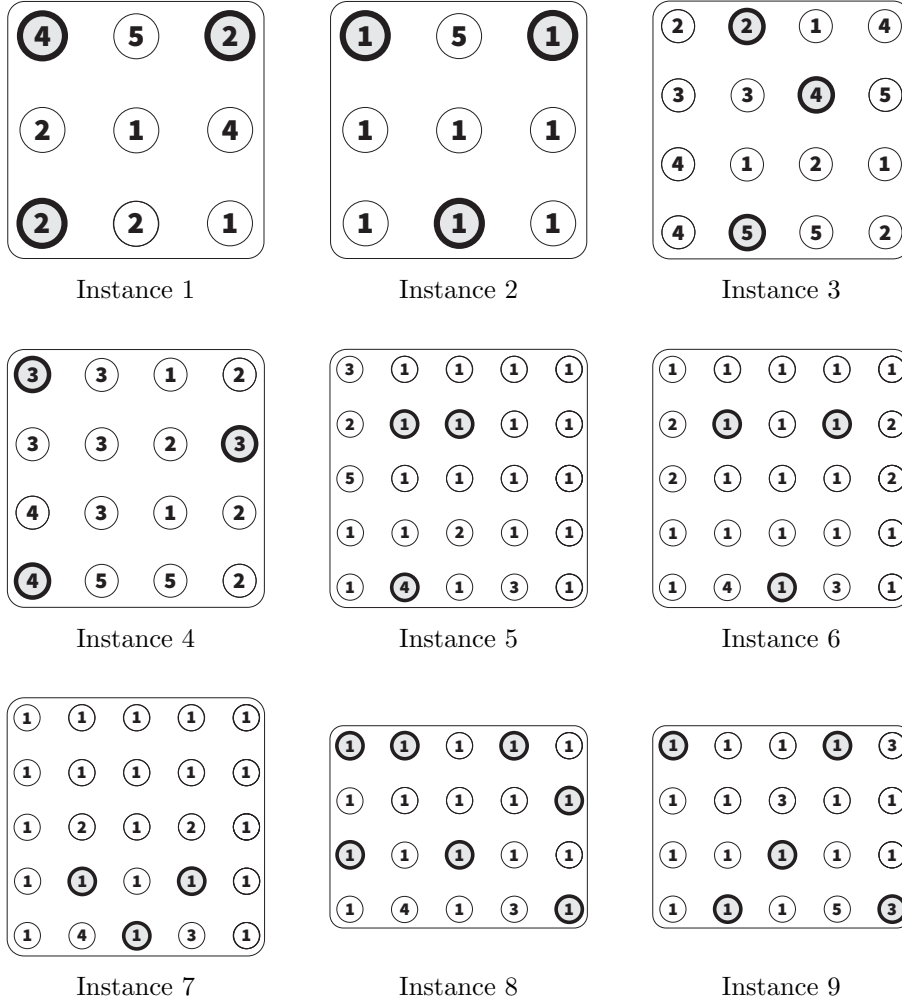 4 5 2 1 5 1 2 2 1 4
2 1 4 1 1 1 3 3 4 5
2 2 1 1 1 1 4 1 2 1
4 5 5 2
Instance 1 Instance 2 Instance 3
3 3 1 2 3 1 1 1 1 1 1 1 1 1
3 3 2 3 2 1 1 1 1 2 1 1 1 2
4 3 1 2 5 1 1 1 1 2 1 1 1 2
4 5 5 2 1 1 2 1 1 1 1 1 1 1
1 4 1 3 1 1 4 1 3 1
Instance 4 Instance 5 Instance 6
1 1 1 1 1 1 1 1 1 1 1 1 1 1 3
1 1 1 1 1 1 1 1 1 1 1 1 3 1 1
1 2 1 2 1 1 1 1 1 1 1 1 1 1 1
1 1 1 1 1 1 4 1 3 1 1 1 1 5 3
1 4 1 3 1
Instance 7 Instance 8 Instance 9